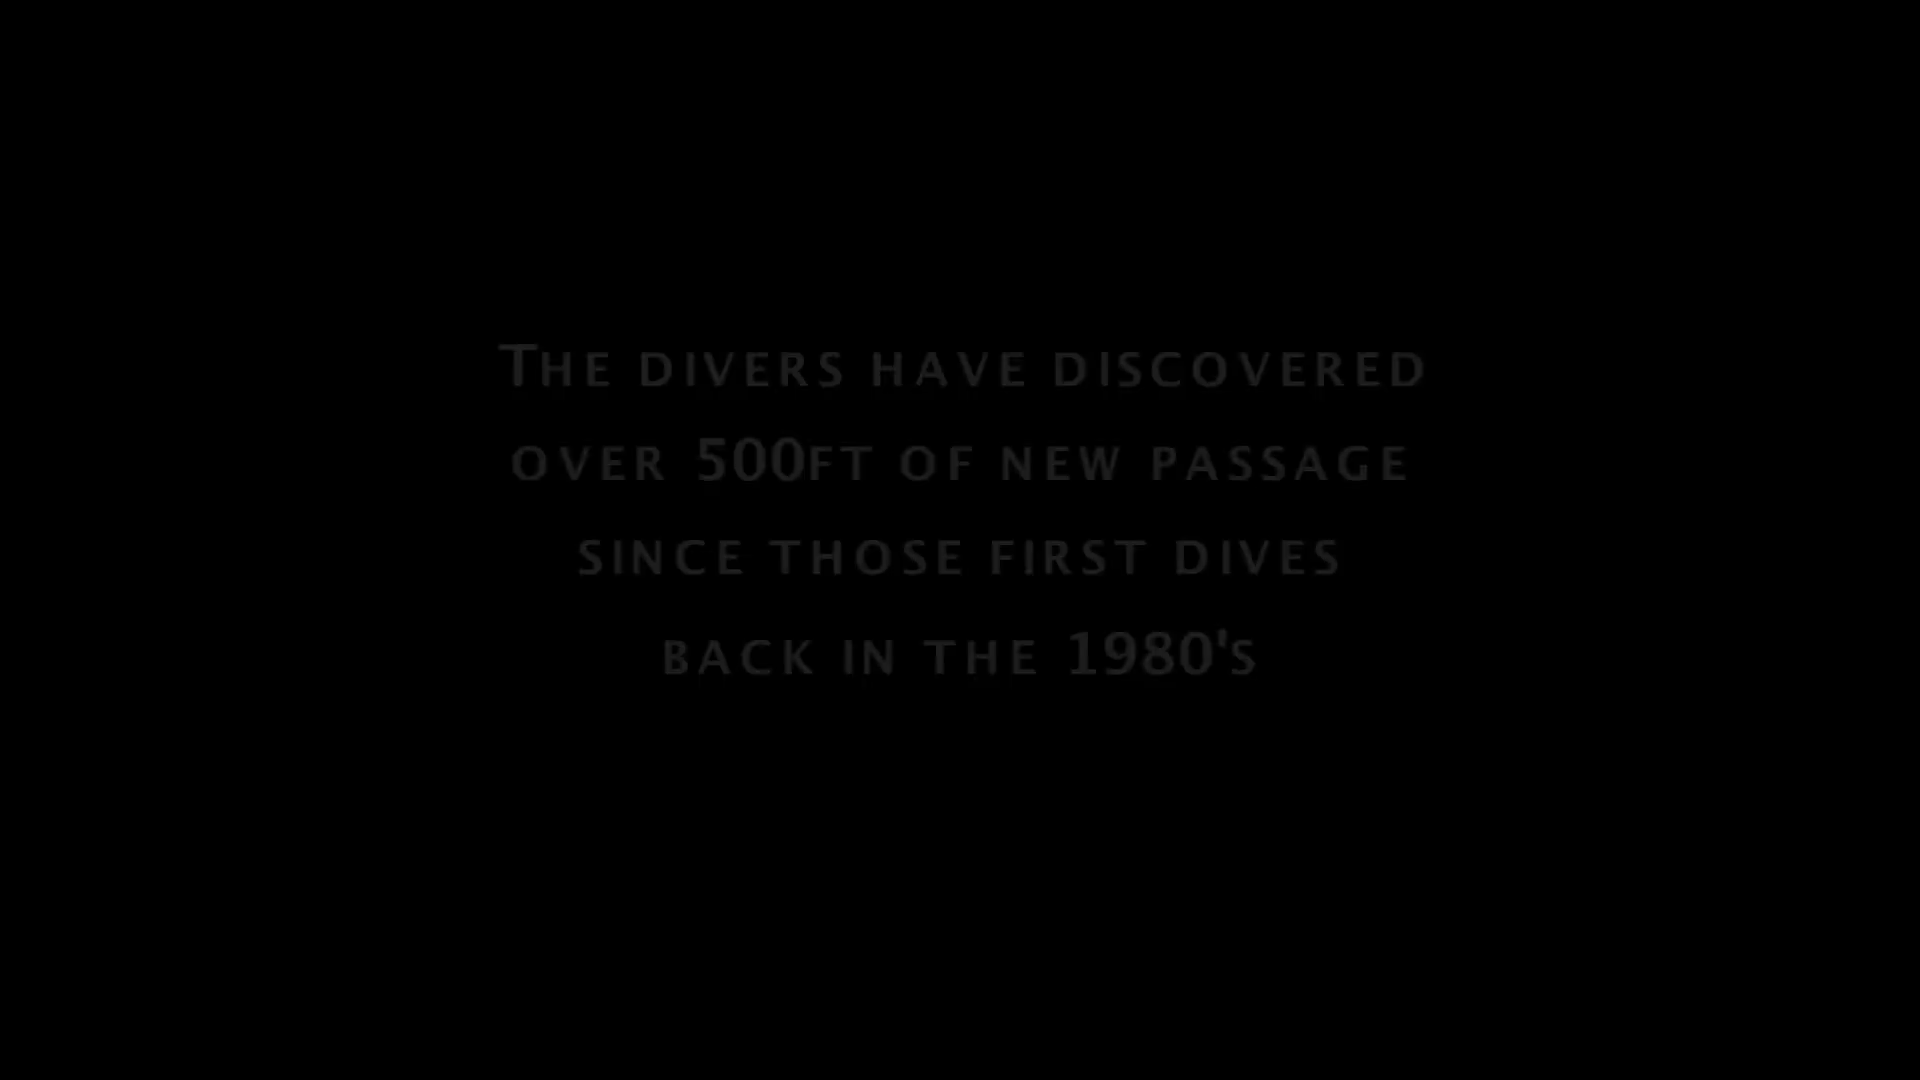 The divers have discovered
over 500ft of new passage
since those first dives
back in the 1980's